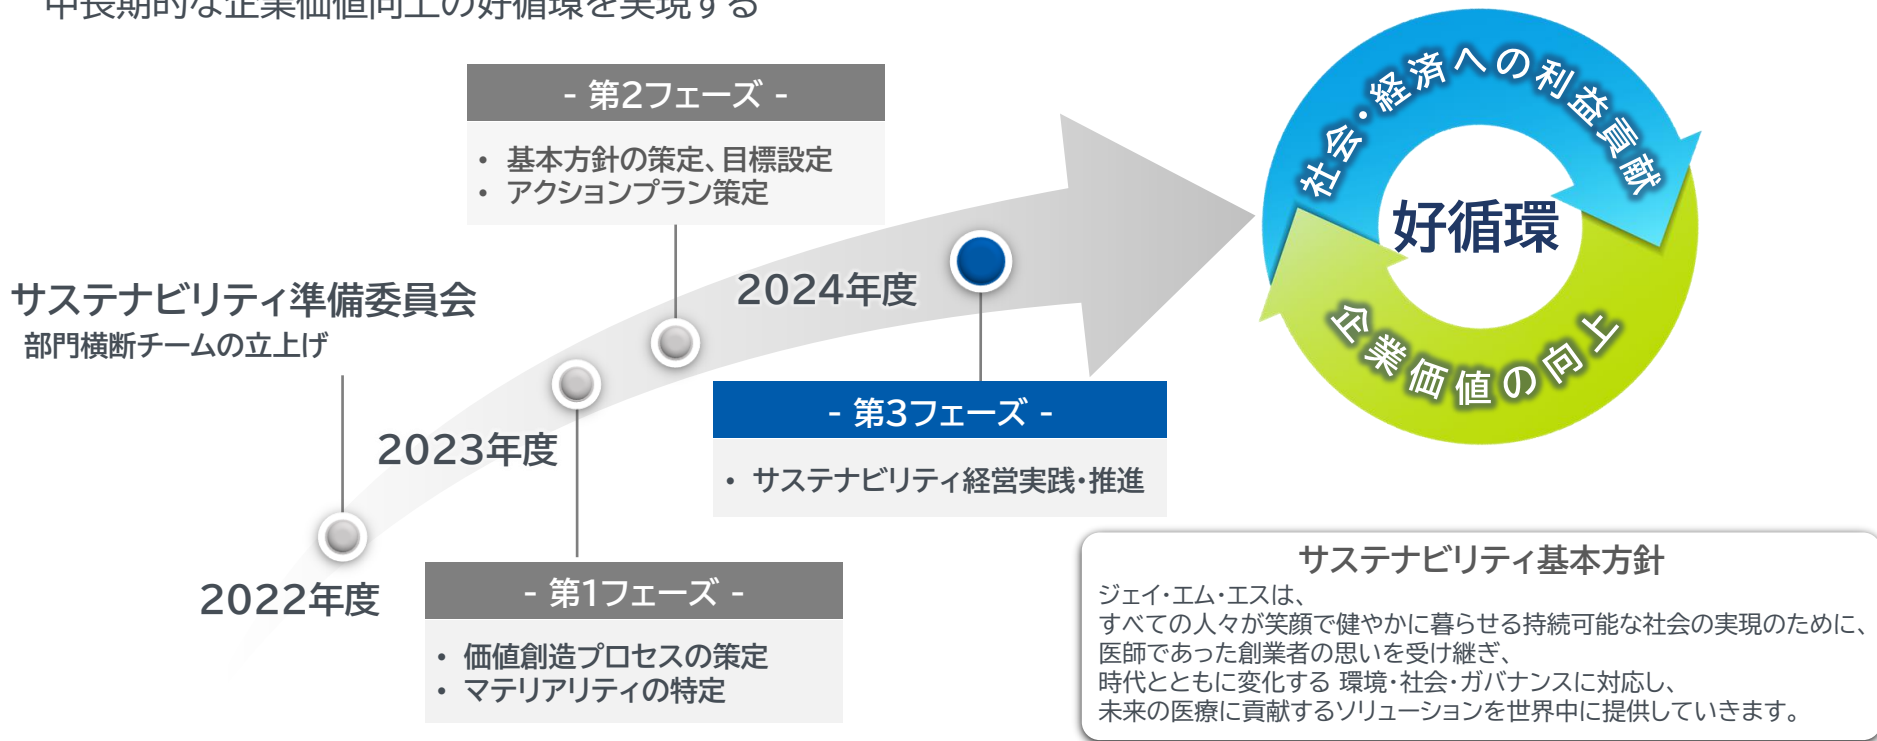 中長期的な企業価値向上の好循環を実現する
- 第2フェーズ -
・ 基本方針の策定、目標設定
・ アクションプラン策定
サステナビリティ準備委員会
部門横断チームの立上げ
2024年度
2023年度
2022年度
- 第3フェーズ -
・ サステナビリティ経営実践・推進
- 第1フェーズ -
・ 価値創造プロセスの策定
・ マテリアリティの特定
社会・経済への利益貢献
好循環
企業価値の向上
サステナビリティ基本方針
ジェイ・エム・エスは、
すべての人々が笑顔で健やかに暮らせる持続可能な社会の実現のために、
医師であった創業者の思いを受け継ぎ、
時代とともに変化する 環境・社会・ガバナンスに対応し、
未来の医療に貢献するソリューションを世界中に提供していきます。